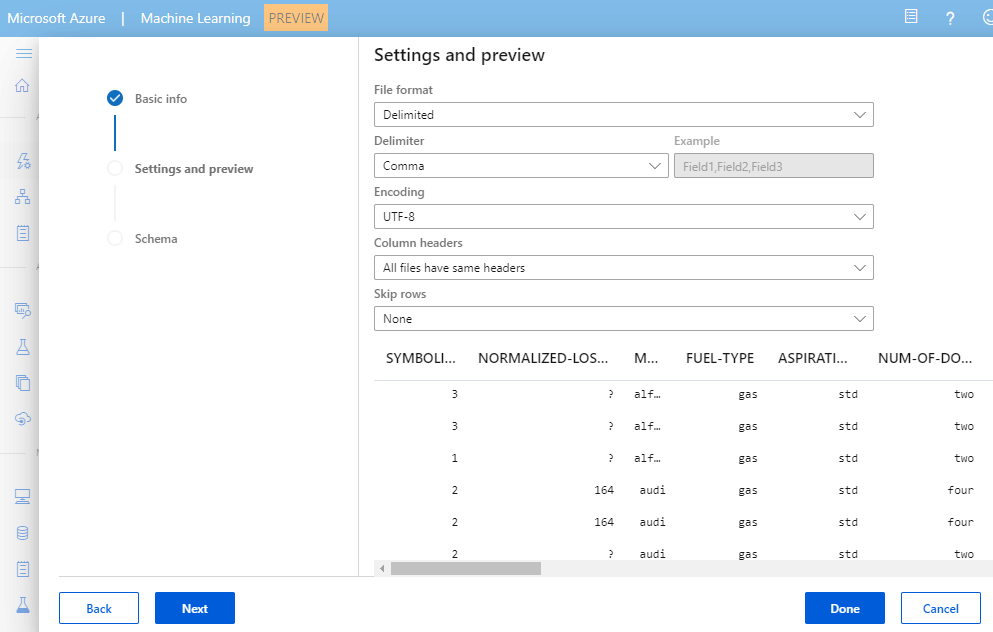 Microsoft Azure | Machine Learning PREVIEW ?
Basic info
Settings and preview
Schema
Settings and preview
File format
Delimited
Delimiter Example
Comma Field1,Field2,Field3
Encoding
UTF-8
Column headers
All files have same headers
Skip rows
None
SYMBOLI... NORMALIZED-LOS... M... FUEL-TYPE ASPIRATI... NUM-OF-DO...
3 ? alf... gas std two
3 ? alf... gas std two
1 ? alf... gas std two
2 164 audi gas std four
2 164 audi gas std four
2 ? audi gas std two
Back Next Done Cancel